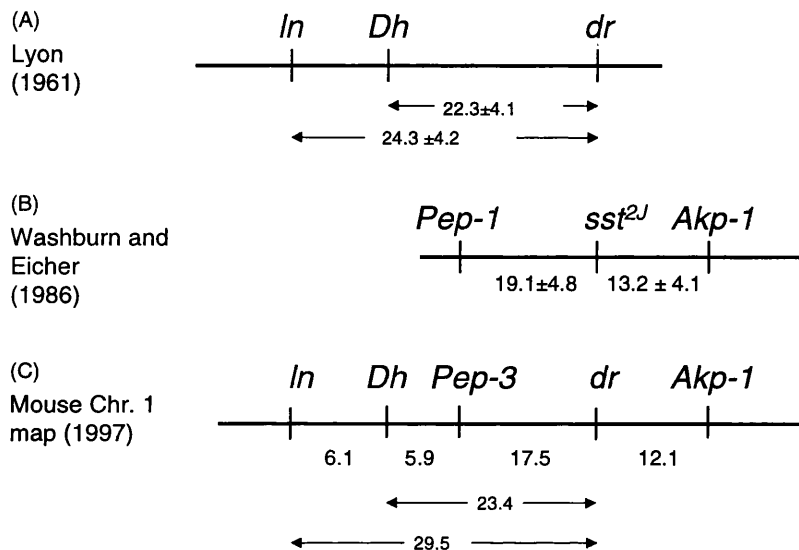 (A)
Lyon
(1961)
ln Dh dr
22.3±4.1
24.3 ±4.2
(B)
Washburn and
Eicher
(1986)
Pep-1 sst2J Akp-1
19.1±4.8 13.2 ± 4.1
(C)
Mouse Chr. 1
map (1997)
ln Dh Pep-3 dr Akp-1
6.1 5.9 17.5 12.1
23.4
29.5